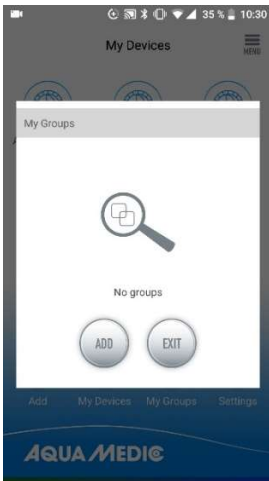 35 % 10:30
My Devices
MENU
My Groups
No groups
ADD EXIT
Add My Devices My Groups Settings
AQUA MEDIC